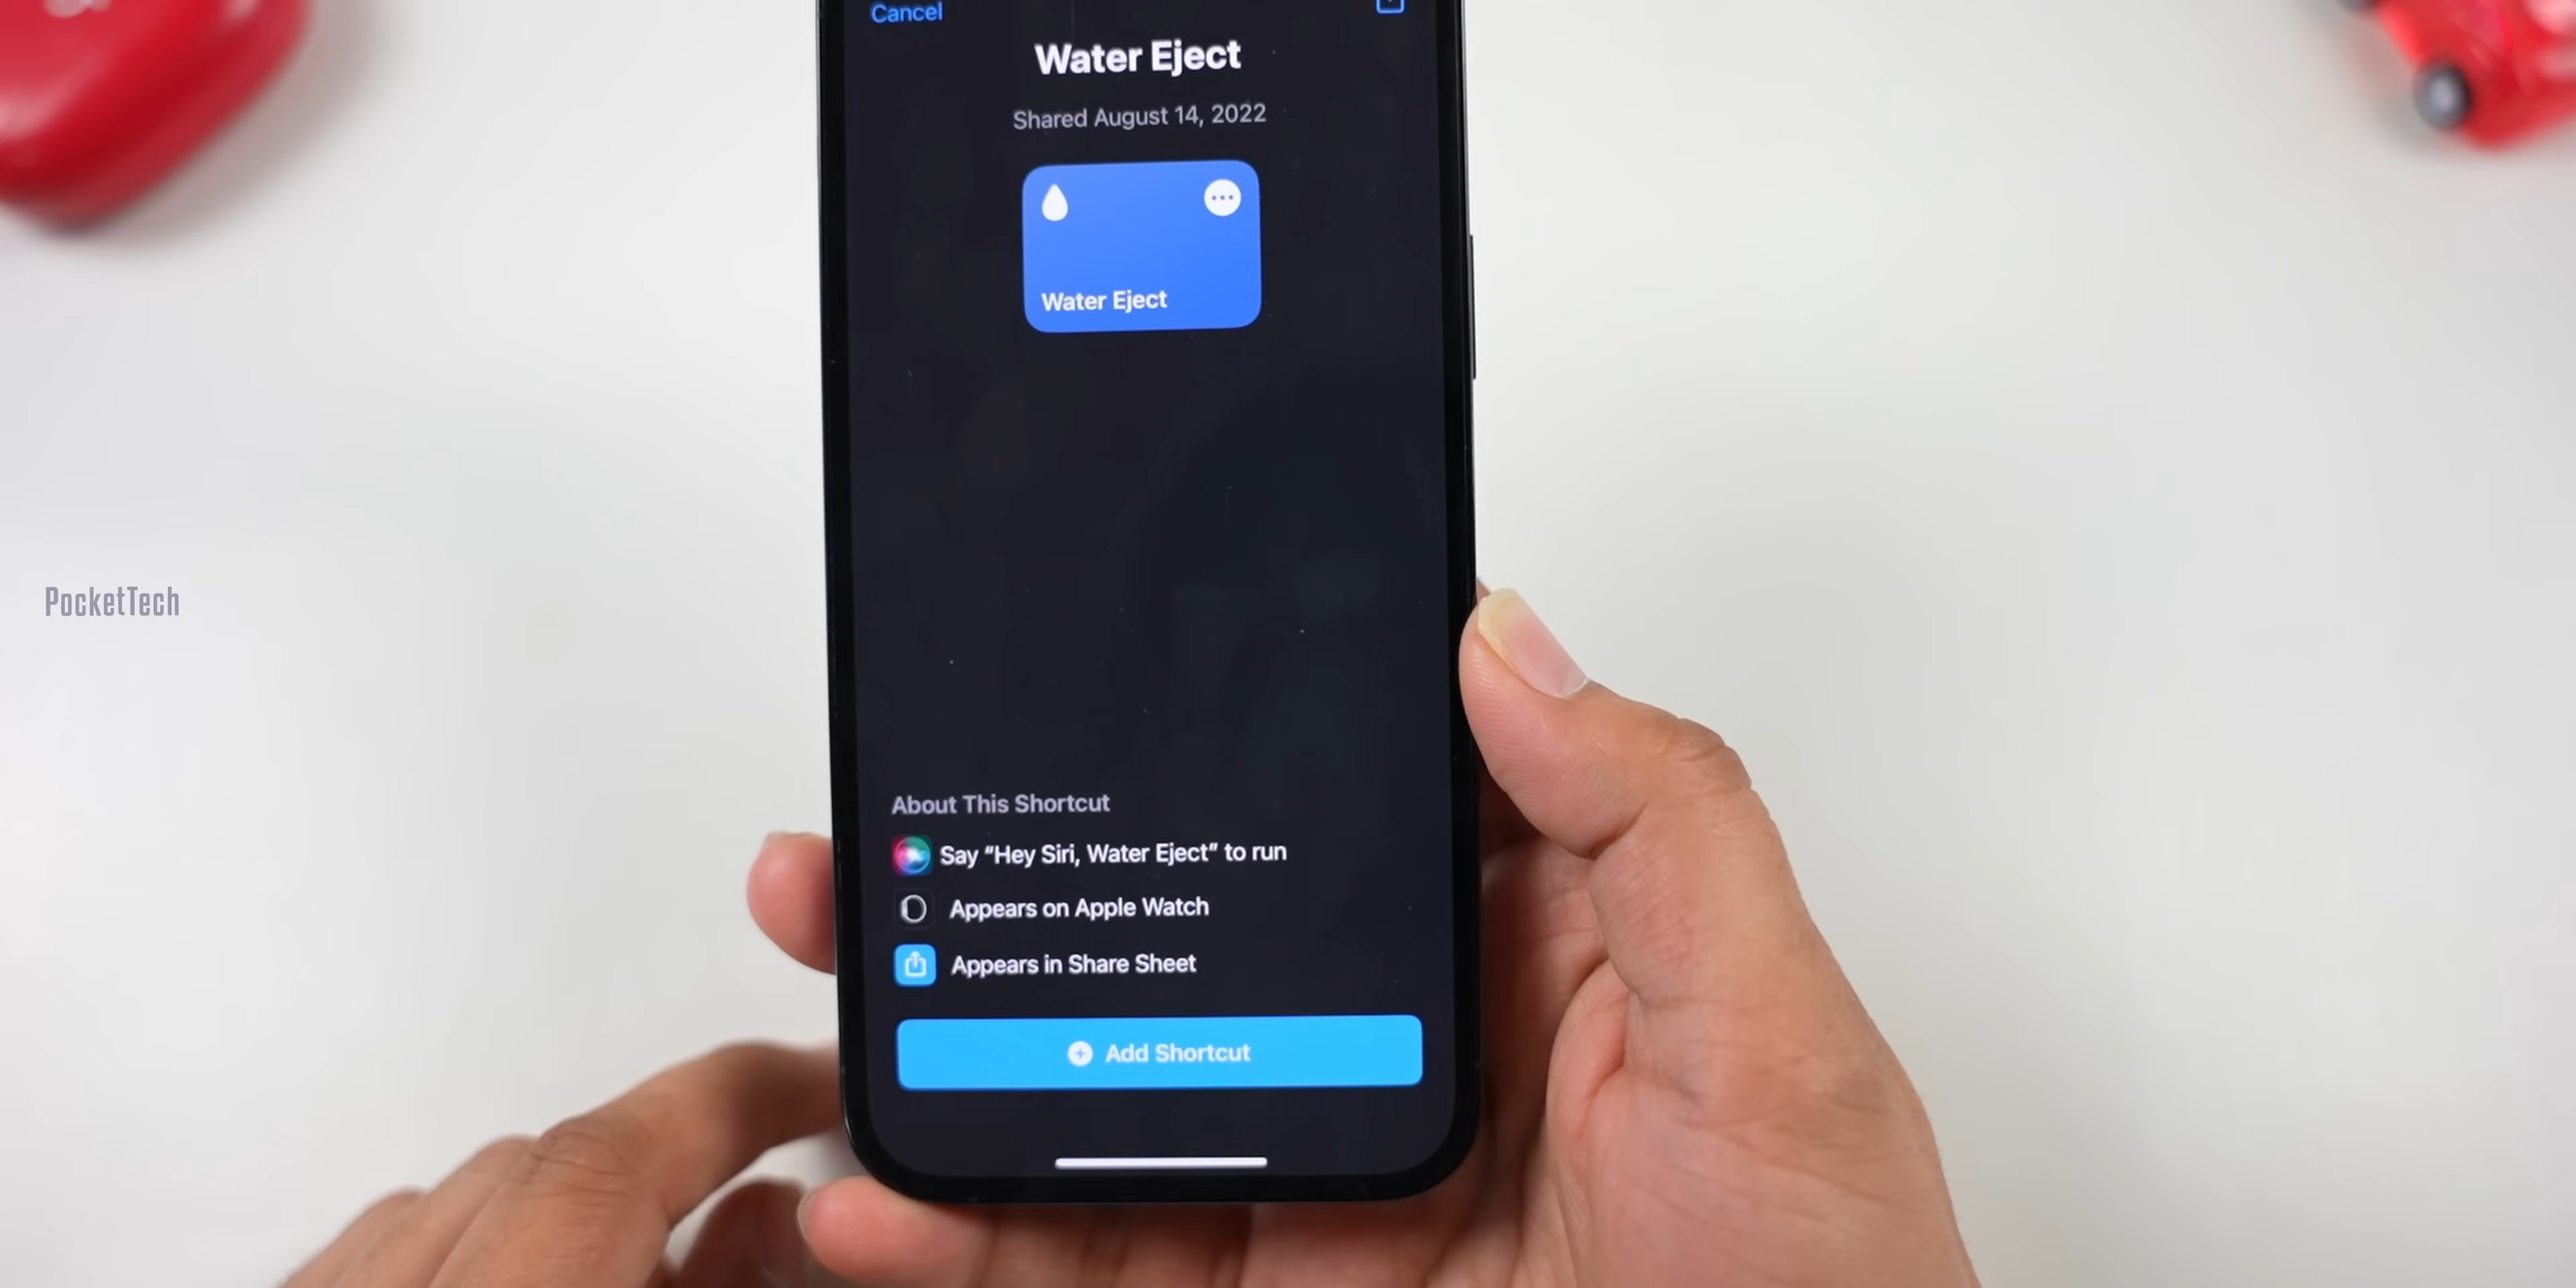 Cancel
Water Eject
Shared August 14, 2022
Water Eject
PocketTech
About This Shortcut
Say “Hey Siri, Water Eject” to run
Appears on Apple Watch
Appears in Share Sheet
Add Shortcut